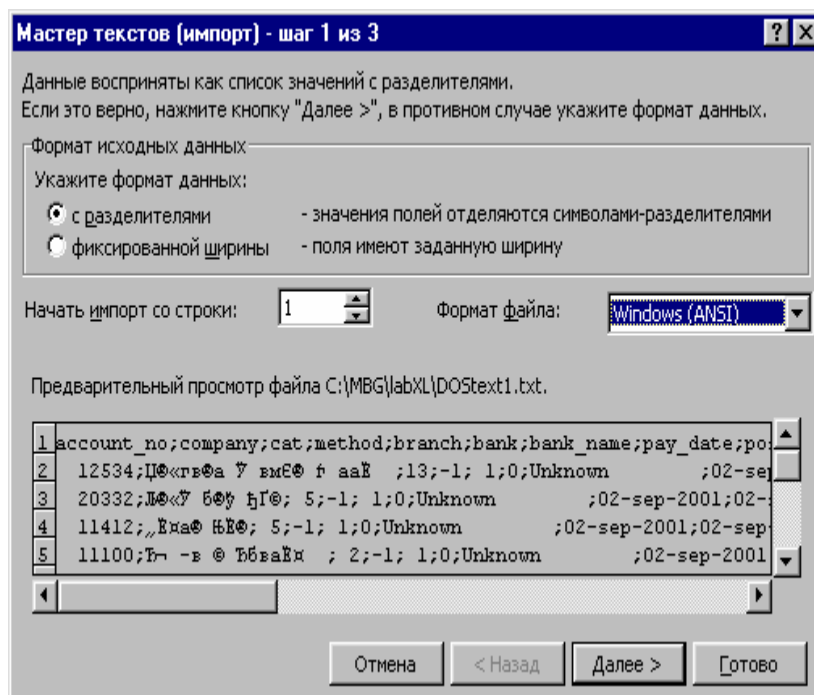 Мастер текстов (импорт) - шаг 1 из 3
Данные восприняты как список значений с разделителями.
Если это верно, нажмите кнопку "Далее >", в противном случае укажите формат данных.
Формат исходных данных
Укажите формат данных:
с разделителями - значения полей отделяются символами-разделителями
фиксированной ширины - поля имеют заданную ширину
Начать импорт со строки: 1 Формат файла: Windows (ANSI)
Предварительный просмотр файла C:\MBG\labXL\DOStext1.txt.
1 account_no;company;cat;method;branch;bank;bank_name;pay_date;po
2 12534; ;13;-1; 1;0;Unknown ;02-sep
3 20332; 5;-1; 1;0;Unknown ;02-sep-2001;02-
4 11412; 5;-1; 1;0;Unknown ;02-sep-2001;02-sep-
5 11100; ; 2;-1; 1;0;Unknown ;02-sep-2001
Отмена < Назад Далее > Готово